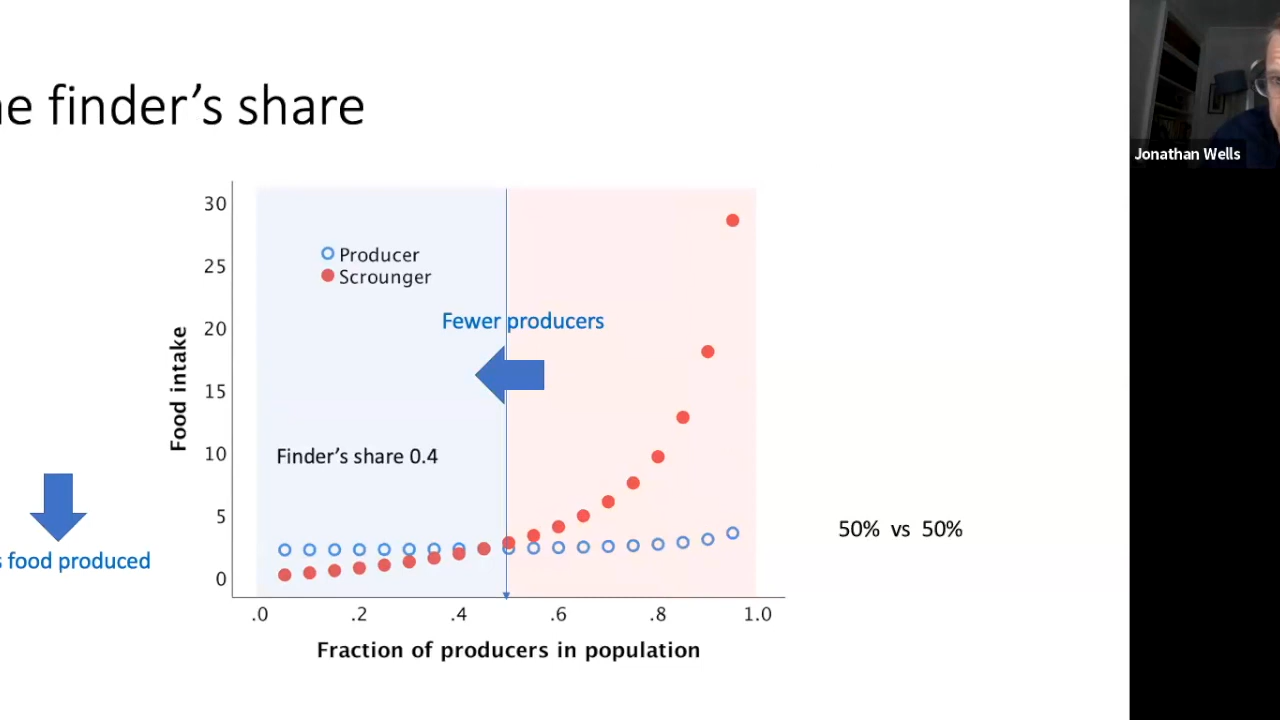 finder's share
Jonathan Wells
30
25
20
15
10
5
0
Food intake
Producer
Scrounger
Fewer producers
Finder's share 0.4
food produced
50% vs 50%
.0 .2 .4 .6 .8 1.0
Fraction of producers in population